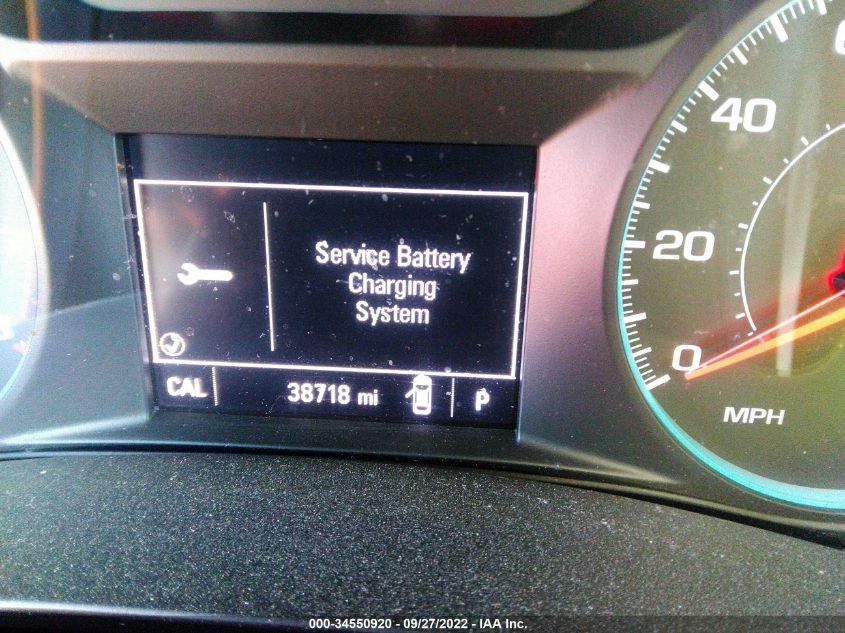 Service Battery
Charging
System
CAL 38718 mi P
40
20
0
MPH
000-34550920 - 09/27/2022 - IAA Inc.